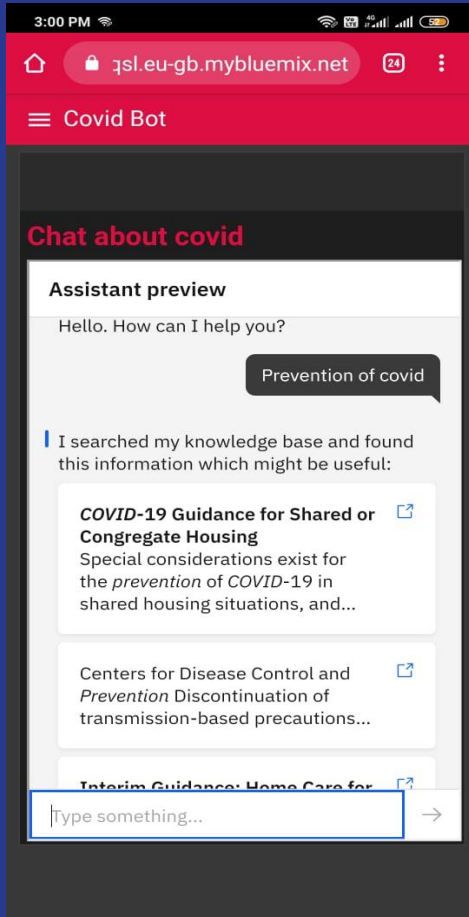 3:00 PM
4G
52
qsl.eu-gb.mybluemix.net
24
Covid Bot
Chat about covid
Assistant preview
Hello. How can I help you?
Prevention of covid
I searched my knowledge base and found
this information which might be useful:
COVID-19 Guidance for Shared or
Congregate Housing
Special considerations exist for
the prevention of COVID-19 in
shared housing situations, and...
Centers for Disease Control and
Prevention Discontinuation of
transmission-based precautions...
Interim Guidance: Home Care for
Type something...